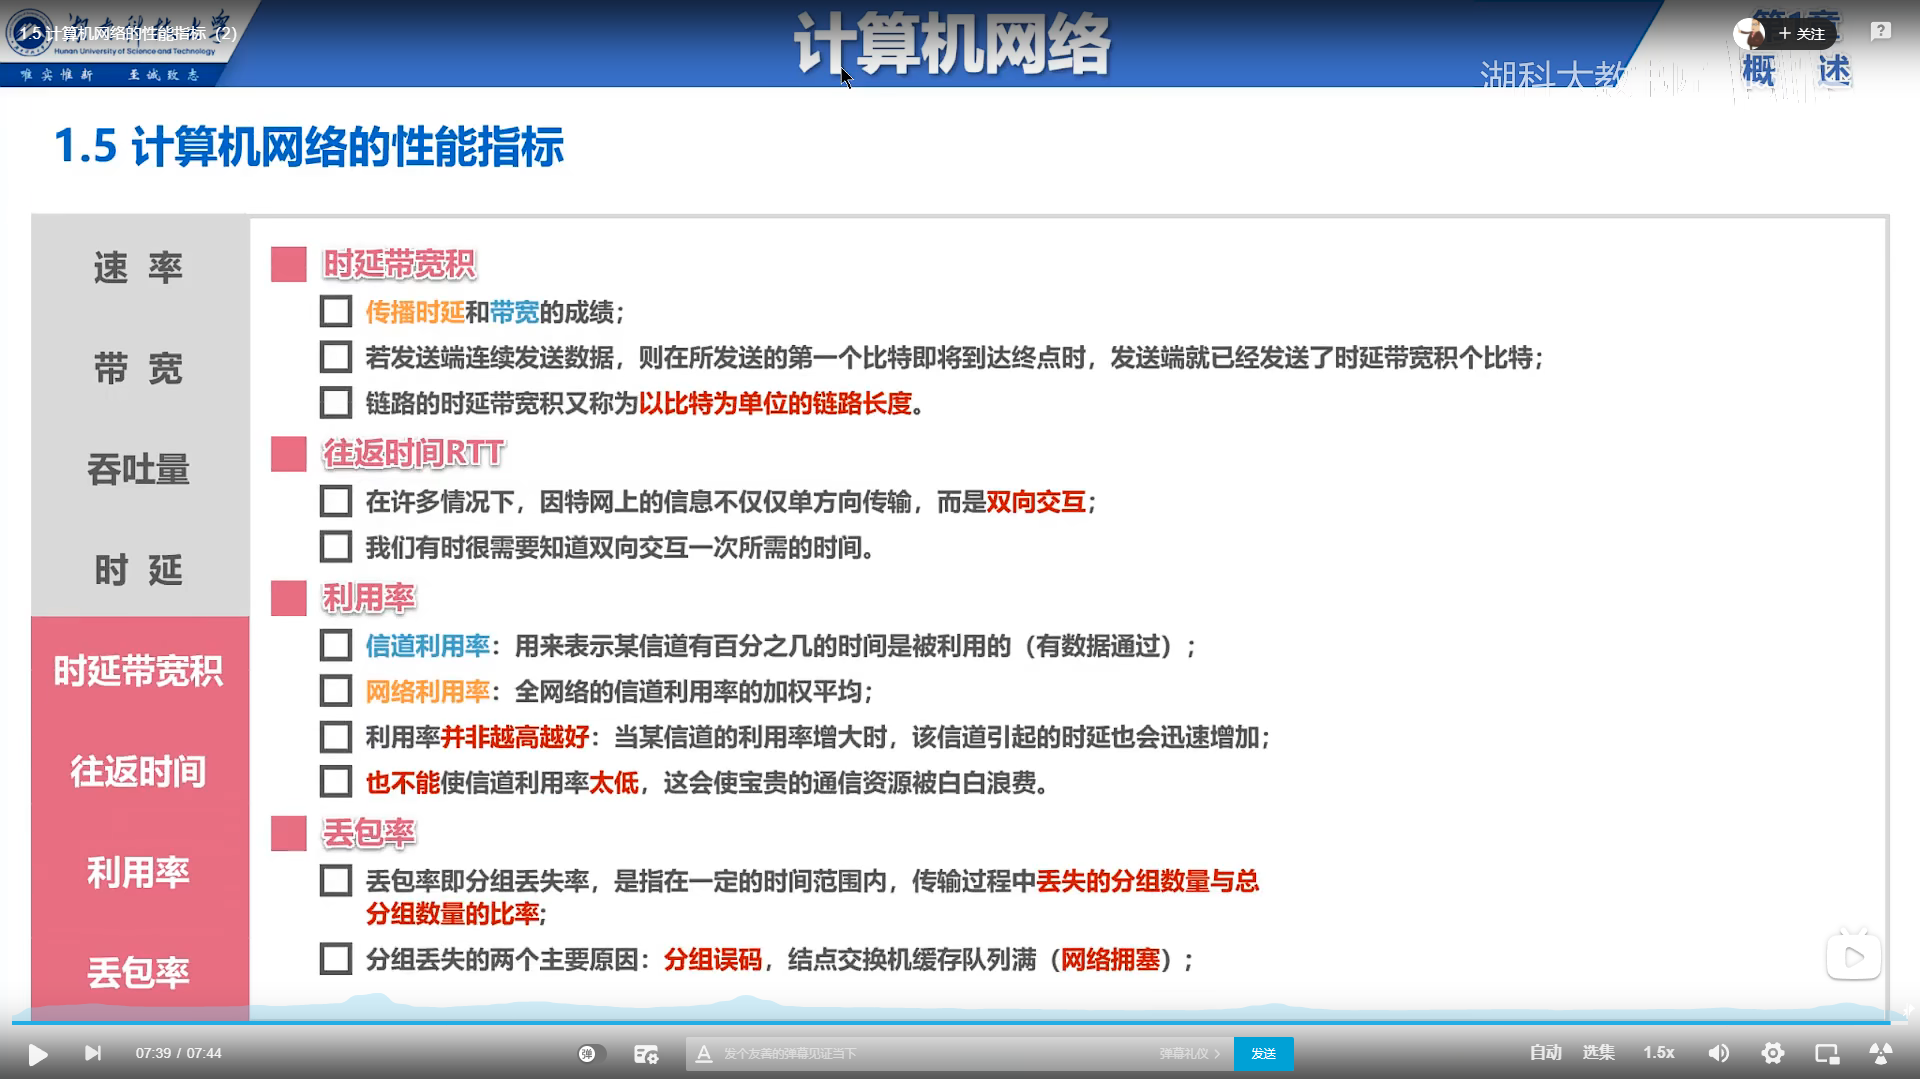 1.5 计算机网络的性能指标 (2)
Hunan University of Science and Technology
唯实惟新 至诚致志
计算机网络
+ 关注
概 述
1.5 计算机网络的性能指标
速 率
带 宽
吞吐量
时 延
时延带宽积
往返时间
利用率
丢包率
时延带宽积
传播时延和带宽的成绩；
若发送端连续发送数据，则在所发送的第一个比特即将到达终点时，发送端就已经发送了时延带宽积个比特；
链路的时延带宽积又称为以比特为单位的链路长度。
往返时间RTT
在许多情况下，因特网上的信息不仅仅单方向传输，而是双向交互；
我们有时很需要知道双向交互一次所需的时间。
利用率
信道利用率：用来表示某信道有百分之几的时间是被利用的（有数据通过）；
网络利用率：全网络的信道利用率的加权平均；
利用率并非越高越好：当某信道的利用率增大时，该信道引起的时延也会迅速增加；
也不能使信道利用率太低，这会使宝贵的通信资源被白白浪费。
丢包率
丢包率即分组丢失率，是指在一定的时间范围内，传输过程中丢失的分组数量与总
分组数量的比率;
分组丢失的两个主要原因：分组误码，结点交换机缓存队列满（网络拥塞）；
07:39 / 07:44
弹
发个友善的弹幕见证当下
弹幕礼仪 >
发送
自动
选集
1.5x